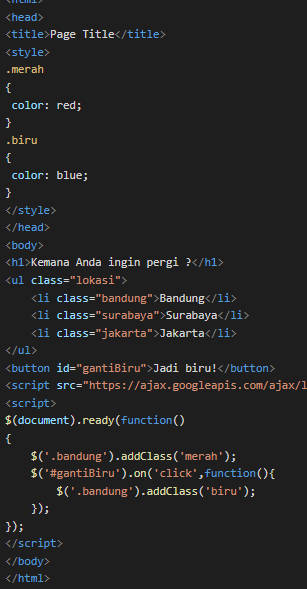 <html>
<head>
<title>Page Title</title>
<style>
.merah
{
 color: red;
}
.biru
{
 color: blue;
}
</style>
</head>
<body>
<h1>Kemana Anda ingin pergi ?</h1>
<ul class="lokasi">
    <li class="bandung">Bandung</li>
    <li class="surabaya">Surabaya</li>
    <li class="jakarta">Jakarta</li>
</ul>
<button id="gantiBiru">Jadi biru!</button>
<script src="https://ajax.googleapis.com/ajax/l
<script>
$(document).ready(function()
{
    $('.bandung').addClass('merah');
    $('#gantiBiru').on('click',function(){
        $('.bandung').addClass('biru');
    });
});
</script>
</body>
</html>